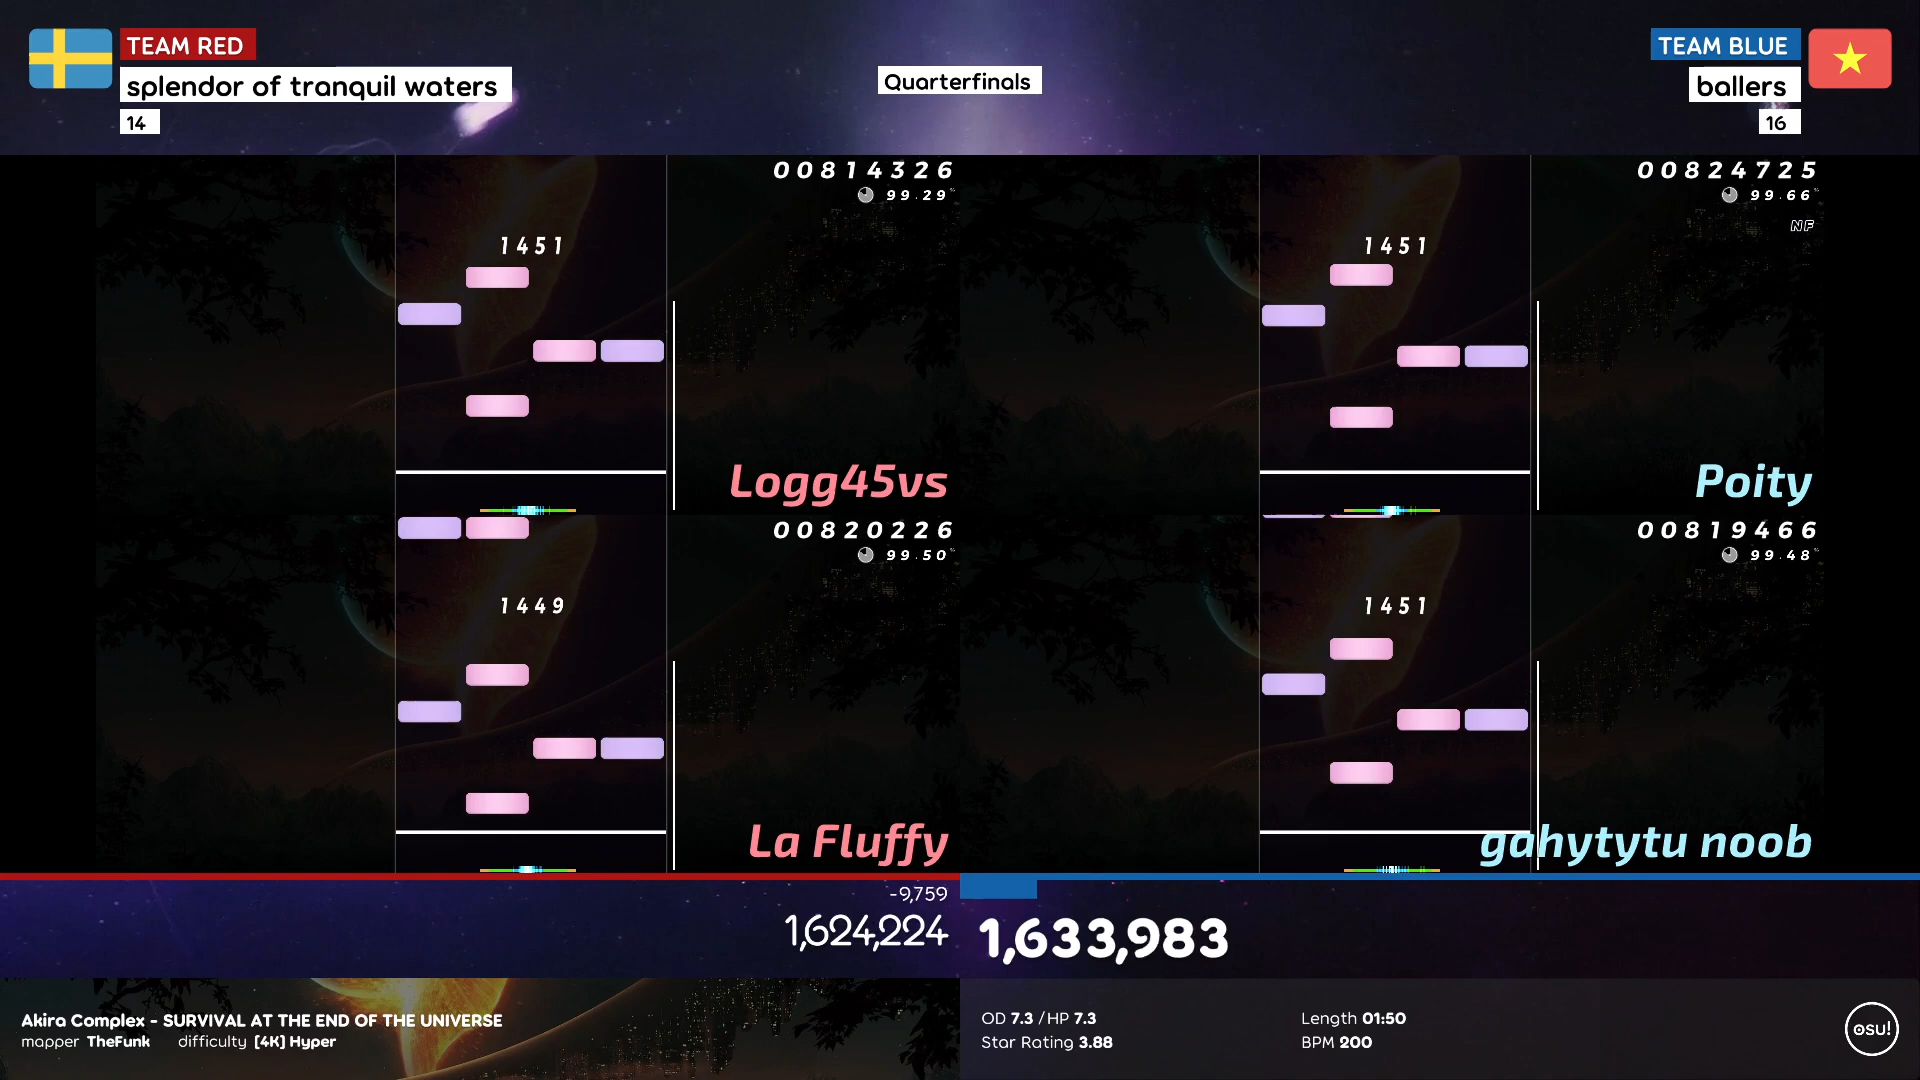 TEAM RED
splendor of tranquil waters
14
Quarterfinals
TEAM BLUE
ballers
16
00814326
99.29%
1451
Logg45vs
00824725
99.66%
NF
1451
Poity
00820226
99.50%
1449
La Fluffy
00819466
99.48%
1451
gahytytu noob
-9,759
1,624,224
1,633,983
Akira Complex - SURVIVAL AT THE END OF THE UNIVERSE
mapper TheFunk difficulty [4K] Hyper
OD 7.3 / HP 7.3
Star Rating 3.88
Length 01:50
BPM 200
osu!